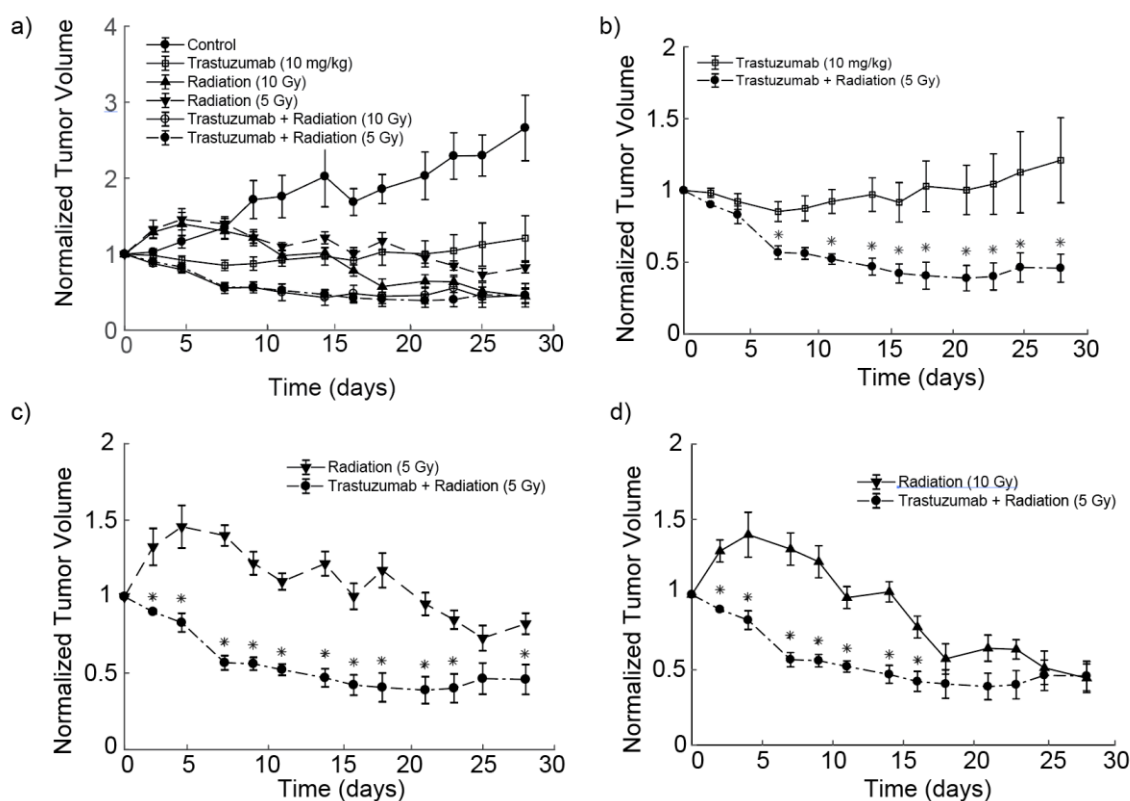 a)
Normalized Tumor Volume
4
3
2
1
0
Control
Trastuzumab (10 mg/kg)
Radiation (10 Gy)
Radiation (5 Gy)
Trastuzumab + Radiation (10 Gy)
Trastuzumab + Radiation (5 Gy)
0 5 10 15 20 25 30
Time (days)
b)
Normalized Tumor Volume
2
1.5
1
0.5
0
Trastuzumab (10 mg/kg)
Trastuzumab + Radiation (5 Gy)
* * * * * * * * *
0 5 10 15 20 25 30
Time (days)
c)
Normalized Tumor Volume
2
1.5
1
0.5
0
Radiation (5 Gy)
Trastuzumab + Radiation (5 Gy)
* * * * * * * * * * *
0 5 10 15 20 25 30
Time (days)
d)
Normalized Tumor Volume
2
1.5
1
0.5
0
Radiation (10 Gy)
Trastuzumab + Radiation (5 Gy)
* * * * * * *
0 5 10 15 20 25 30
Time (days)